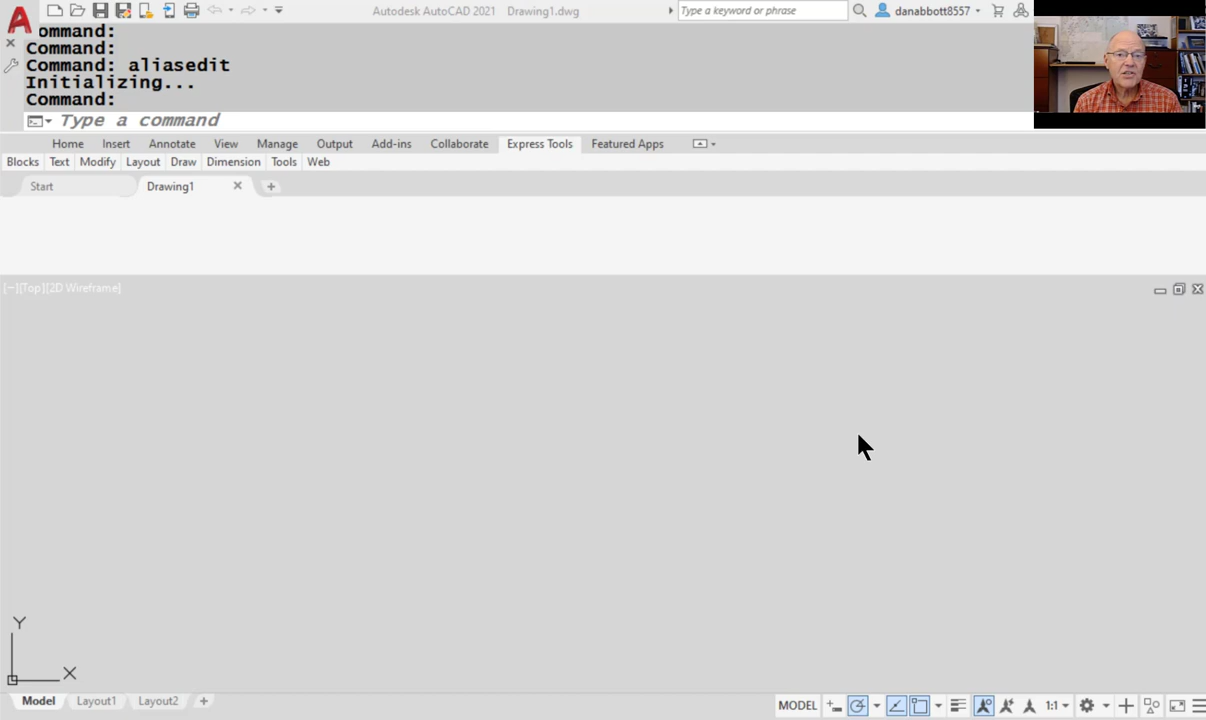 Autodesk AutoCAD 2021 Drawing1.dwg Type a keyword or phrase danabbott8557
ommand:
Command:
Command: aliasedit
Initializing...
Command:
Type a command
Home Insert Annotate View Manage Output Add-ins Collaborate Express Tools Featured Apps
Blocks Text Modify Layout Draw Dimension Tools Web
Start Drawing1
[−][Top][2D Wireframe]
Y
X
Model Layout1 Layout2 MODEL 1:1